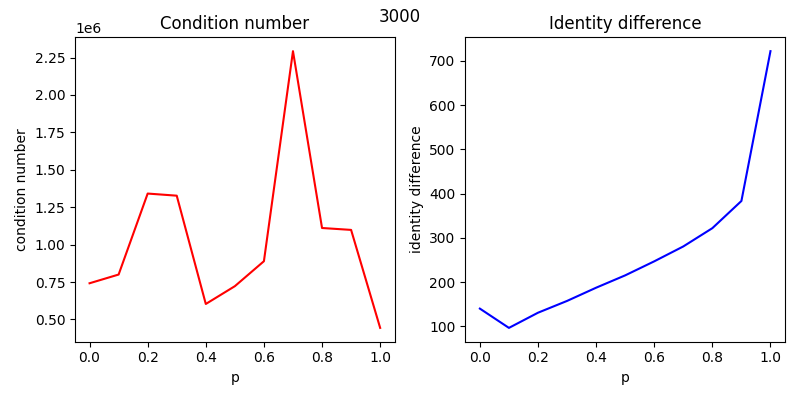 3000
Condition number
1e6
condition number
2.25
2.00
1.75
1.50
1.25
1.00
0.75
0.50
0.0 0.2 0.4 0.6 0.8 1.0
p
Identity difference
identity difference
700
600
500
400
300
200
100
0.0 0.2 0.4 0.6 0.8 1.0
p